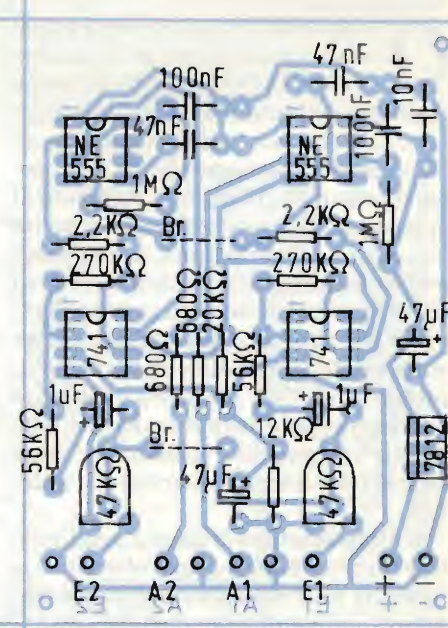 47nF
100nF
10nF
100nF
47nF
NE
555
NE
555
1MΩ
1MΩ
2,2KΩ
Br.
2,2KΩ
270KΩ
270KΩ
680Ω
680Ω
20KΩ
56KΩ
741
741
47µF
+
1uF
+
1µF
+
56KΩ
Br.
12KΩ
7812
47KΩ
47µF
+
47KΩ
E2
A2
A1
E1
+
-